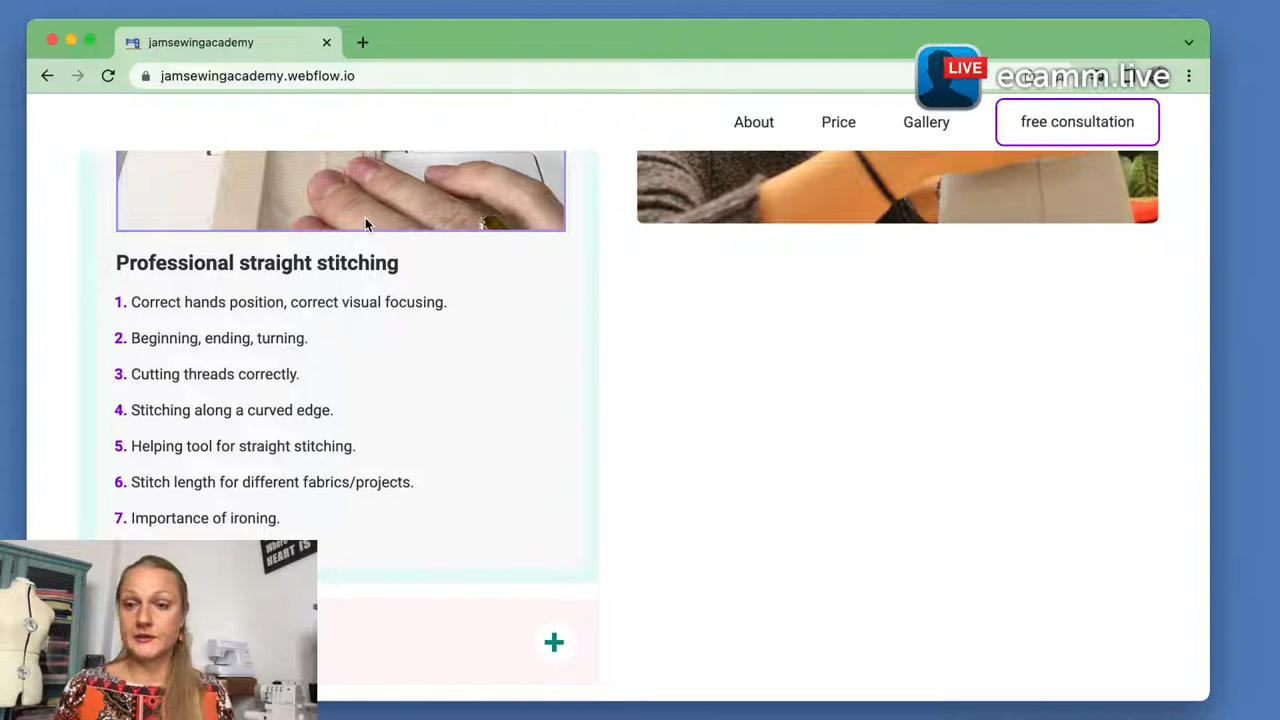 jamsewingacademy
jamsewingacademy.webflow.io
LIVE
ecamm.live
About
Price
Gallery
free consultation
Professional straight stitching
1. Correct hands position, correct visual focusing.
2. Beginning, ending, turning.
3. Cutting threads correctly.
4. Stitching along a curved edge.
5. Helping tool for straight stitching.
6. Stitch length for different fabrics/projects.
7. Importance of ironing.
HEART IS